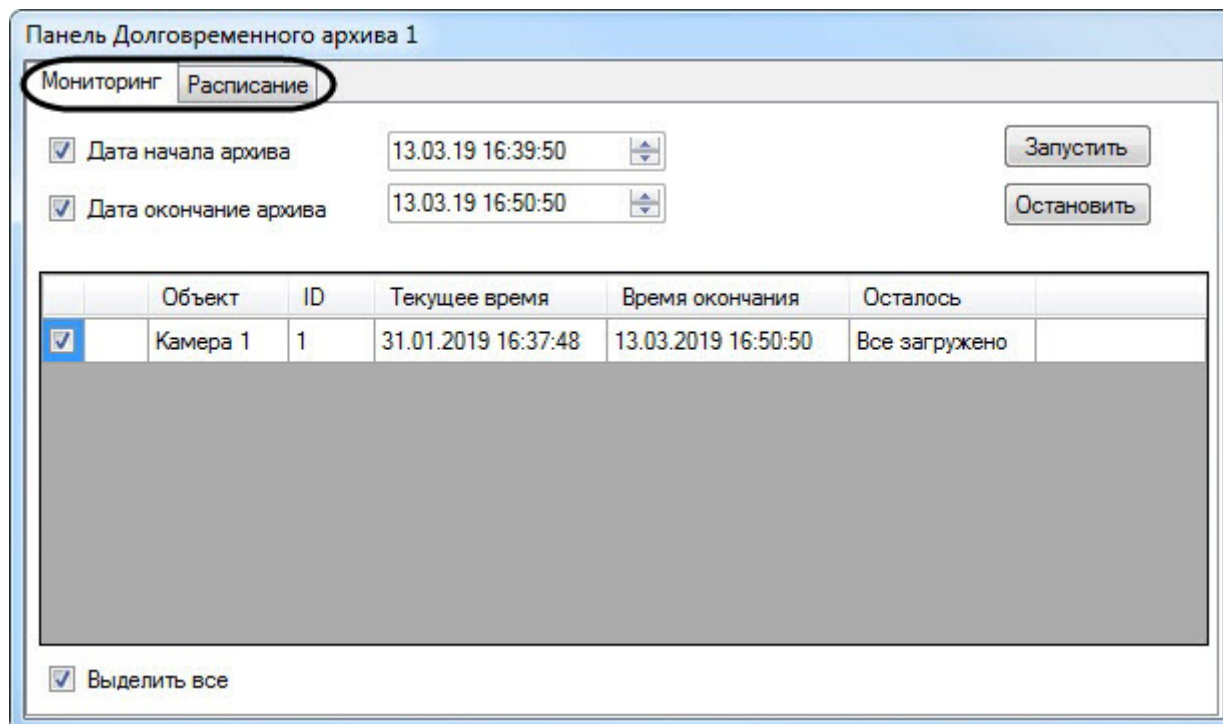 Панель Долговременного архива 1
Мониторинг Расписание
Дата начала архива 13.03.19 16:39:50 Запустить
Дата окончание архива 13.03.19 16:50:50 Остановить
Объект ID Текущее время Время окончания Осталось
Камера 1 1 31.01.2019 16:37:48 13.03.2019 16:50:50 Все загружено
Выделить все